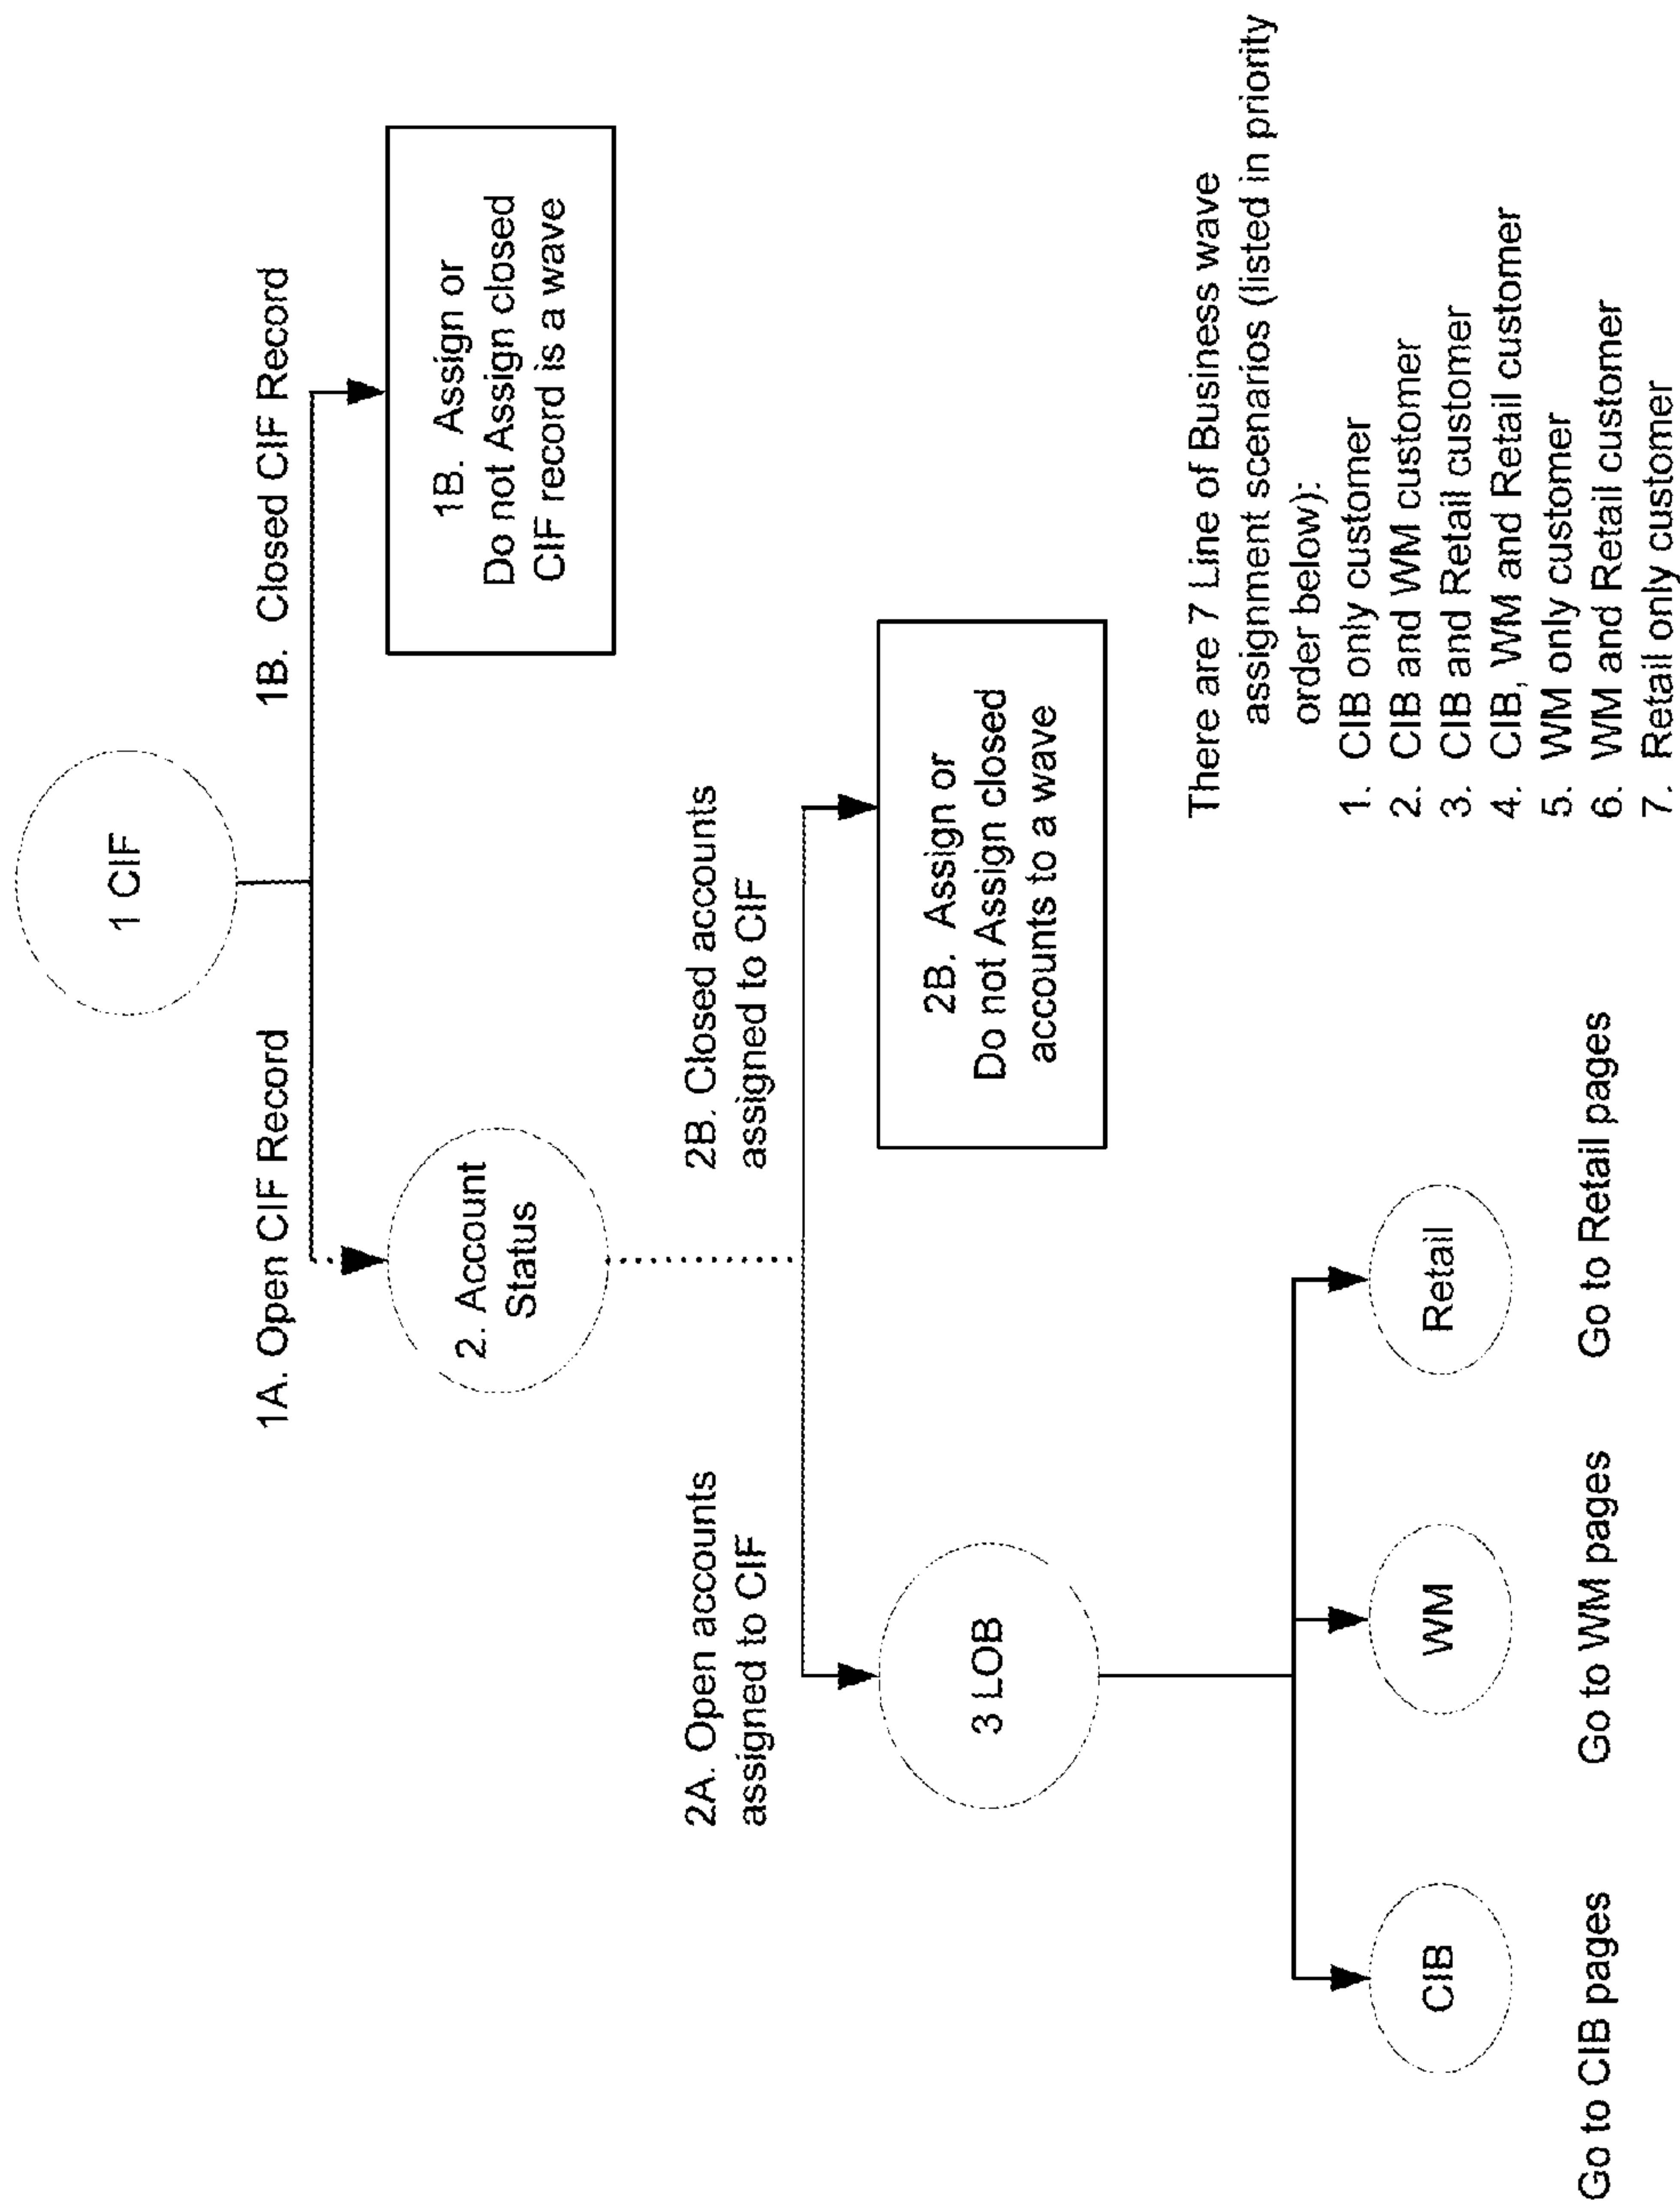 1 CIF
1A. Open CIF Record
1B. Closed CIF Record
2. Account
Status
1B. Assign or
Do not Assign closed
CIF record is a wave
2A. Open accounts
assigned to CIF
2B. Closed accounts
assigned to CIF
3 LOB
2B. Assign or
Do not Assign closed
accounts to a wave
CIB
WM
Retail
Go to CIB pages
Go to WM pages
Go to Retail pages
There are 7 Line of Business wave
assignment scenarios (listed in priority
order below):
1. CIB only customer
2. CIB and WM customer
3. CIB and Retail customer
4. CIB, WM and Retail customer
5. WM only customer
6. WM and Retail customer
7. Retail only customer